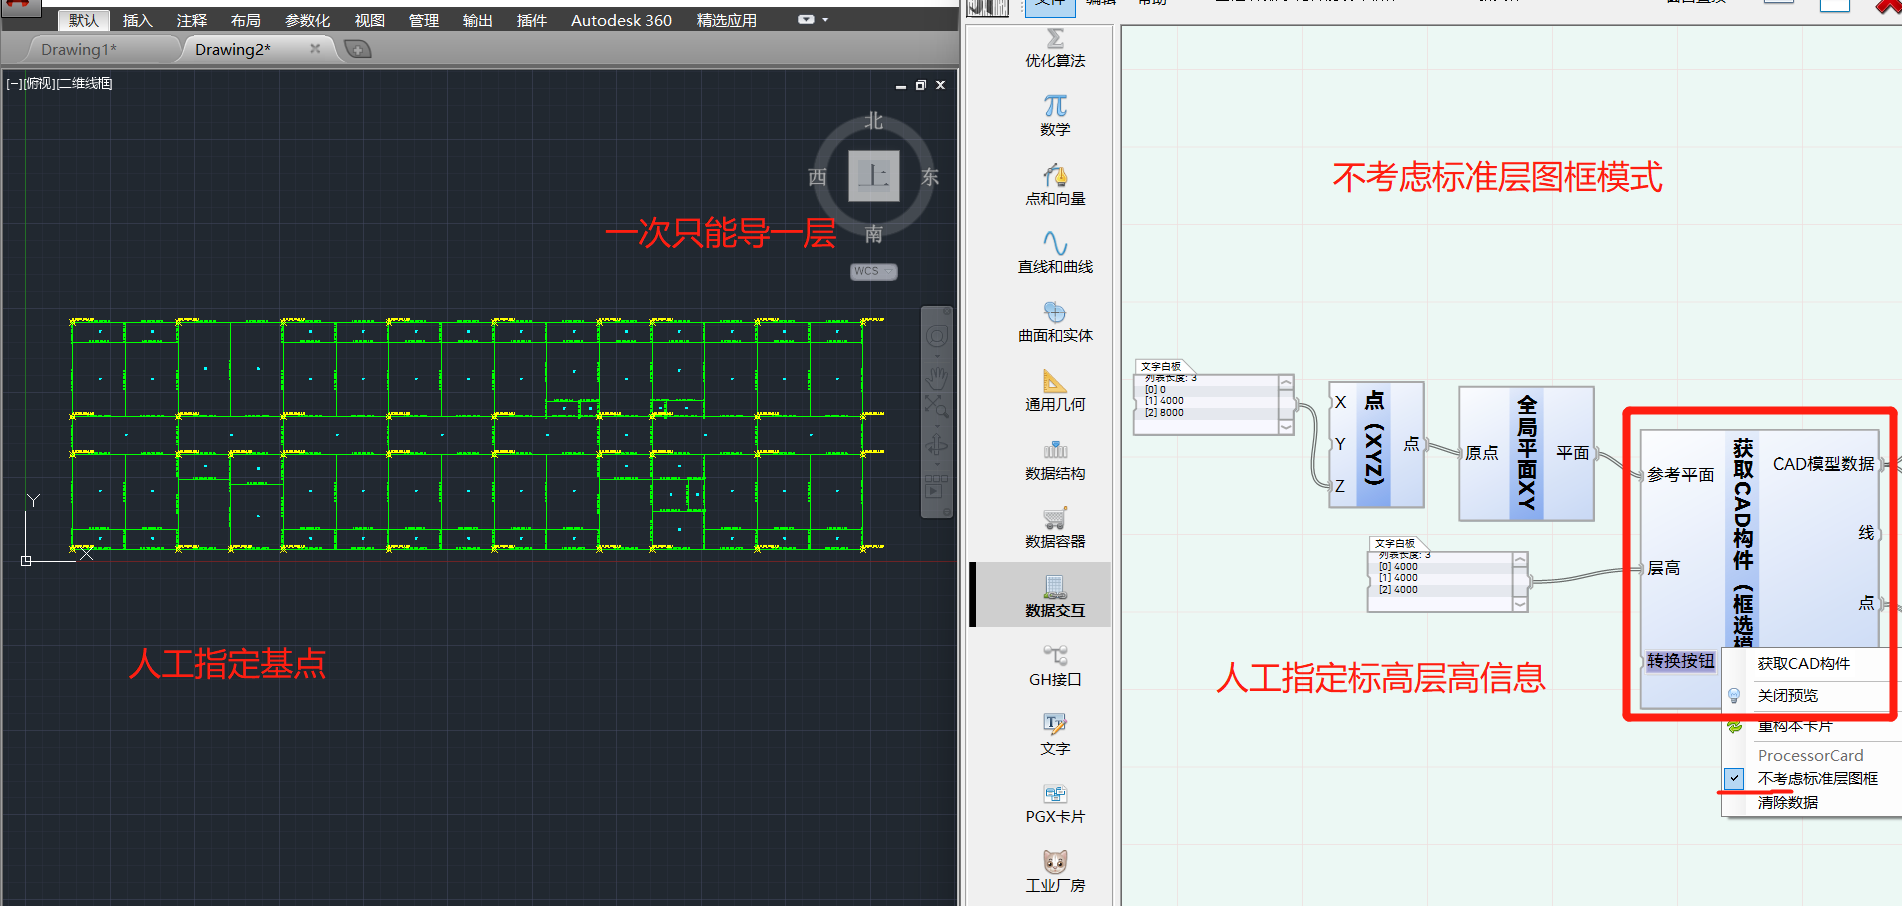 默认 插入 注释 布局 参数化 视图 管理 输出 插件 Autodesk 360 精选应用
Drawing1*
Drawing2*
[−][俯视][二维线框]
北
西 上 东
南
WCS
一次只能导一层
人工指定基点
Y
X
文件 编辑 帮助
优化算法
数学
点和向量
直线和曲线
曲面和实体
通用几何
数据结构
数据容器
数据交互
GH接口
文字
PGX卡片
工业厂房
不考虑标准层图框模式
文字白板
列表长度: 3
[0] 0
[1] 4000
[2] 8000
X
Y
Z
点（XYZ）
点
原点
全局平面XY
平面
文字白板
列表长度: 3
[0] 4000
[1] 4000
[2] 4000
人工指定标高层高信息
参考平面
层高
转换按钮
获取CAD构件（框选模
CAD模型数据
线
点
获取CAD构件
关闭预览
重构本卡片
ProcessorCard
不考虑标准层图框
清除数据